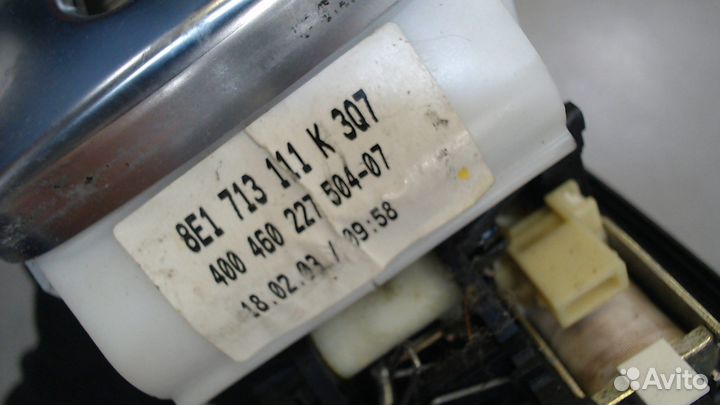 8E1 713 111 K 3Q7
400 460 227 504-07
18.02.03 / 09:58
Avito